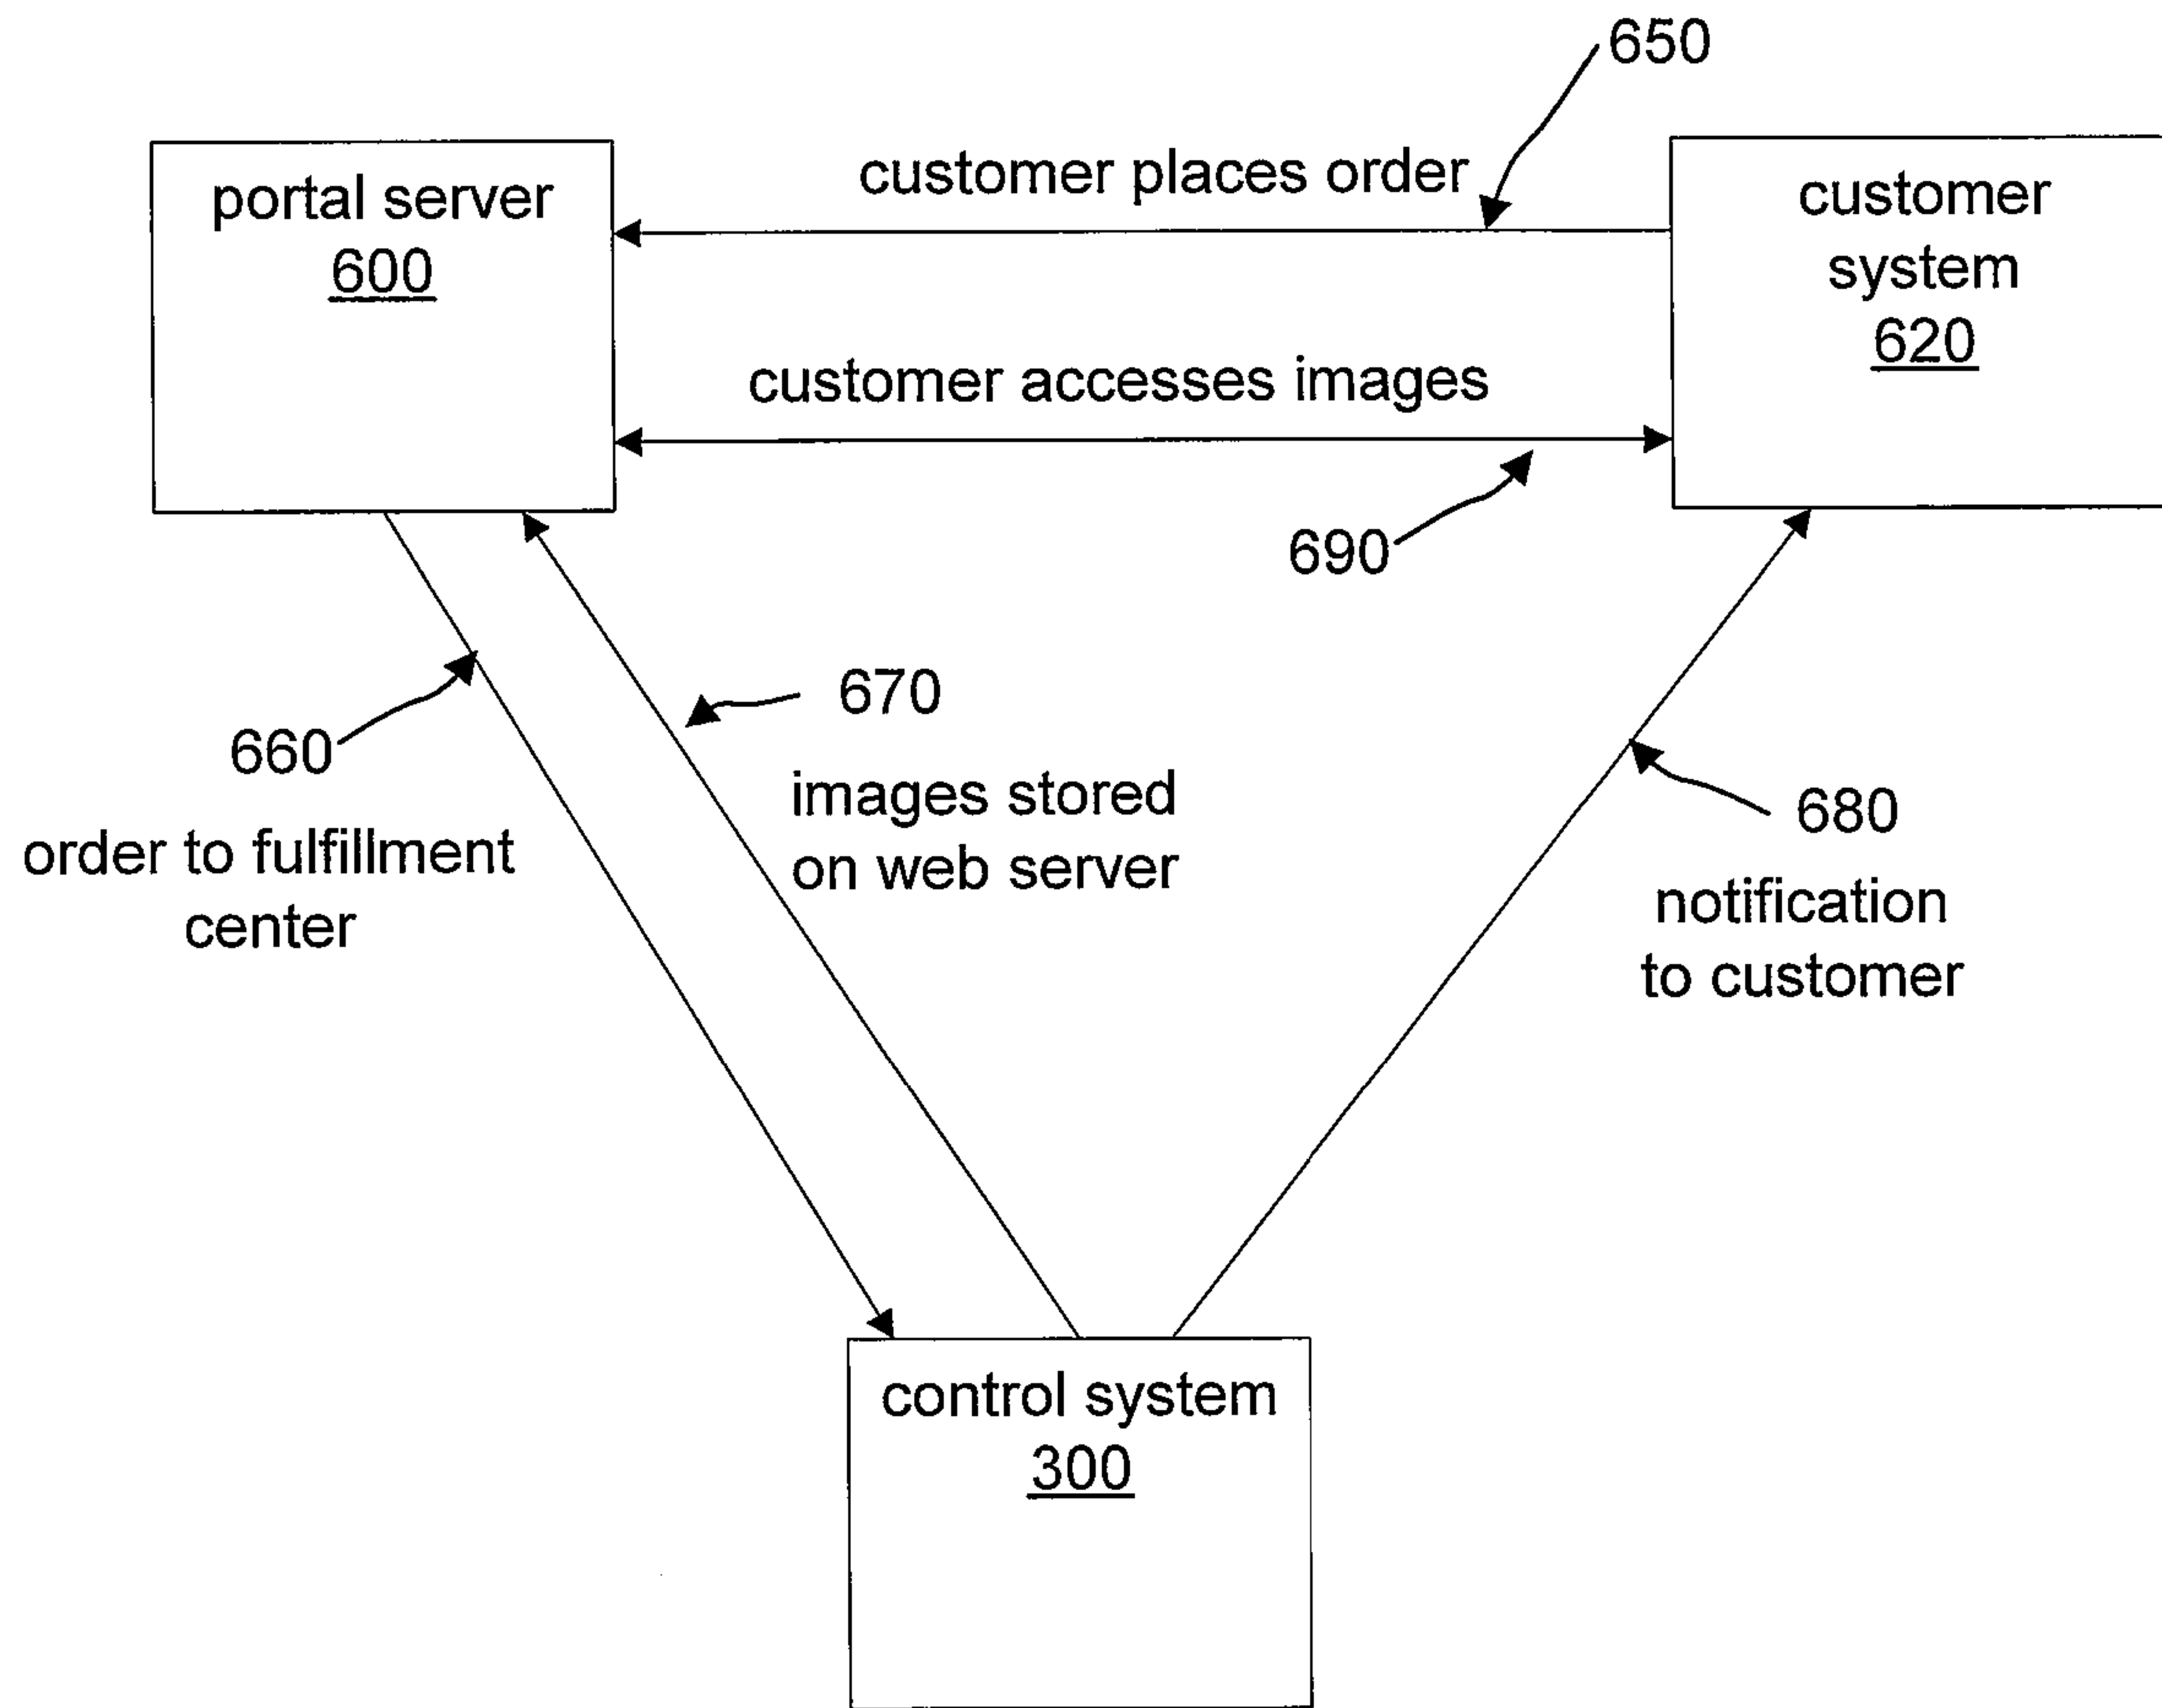 650
portal server
600
customer places order
customer
system
620
customer accesses images
690
660
order to fulfillment
center
670
images stored
on web server
680
notification
to customer
control system
300